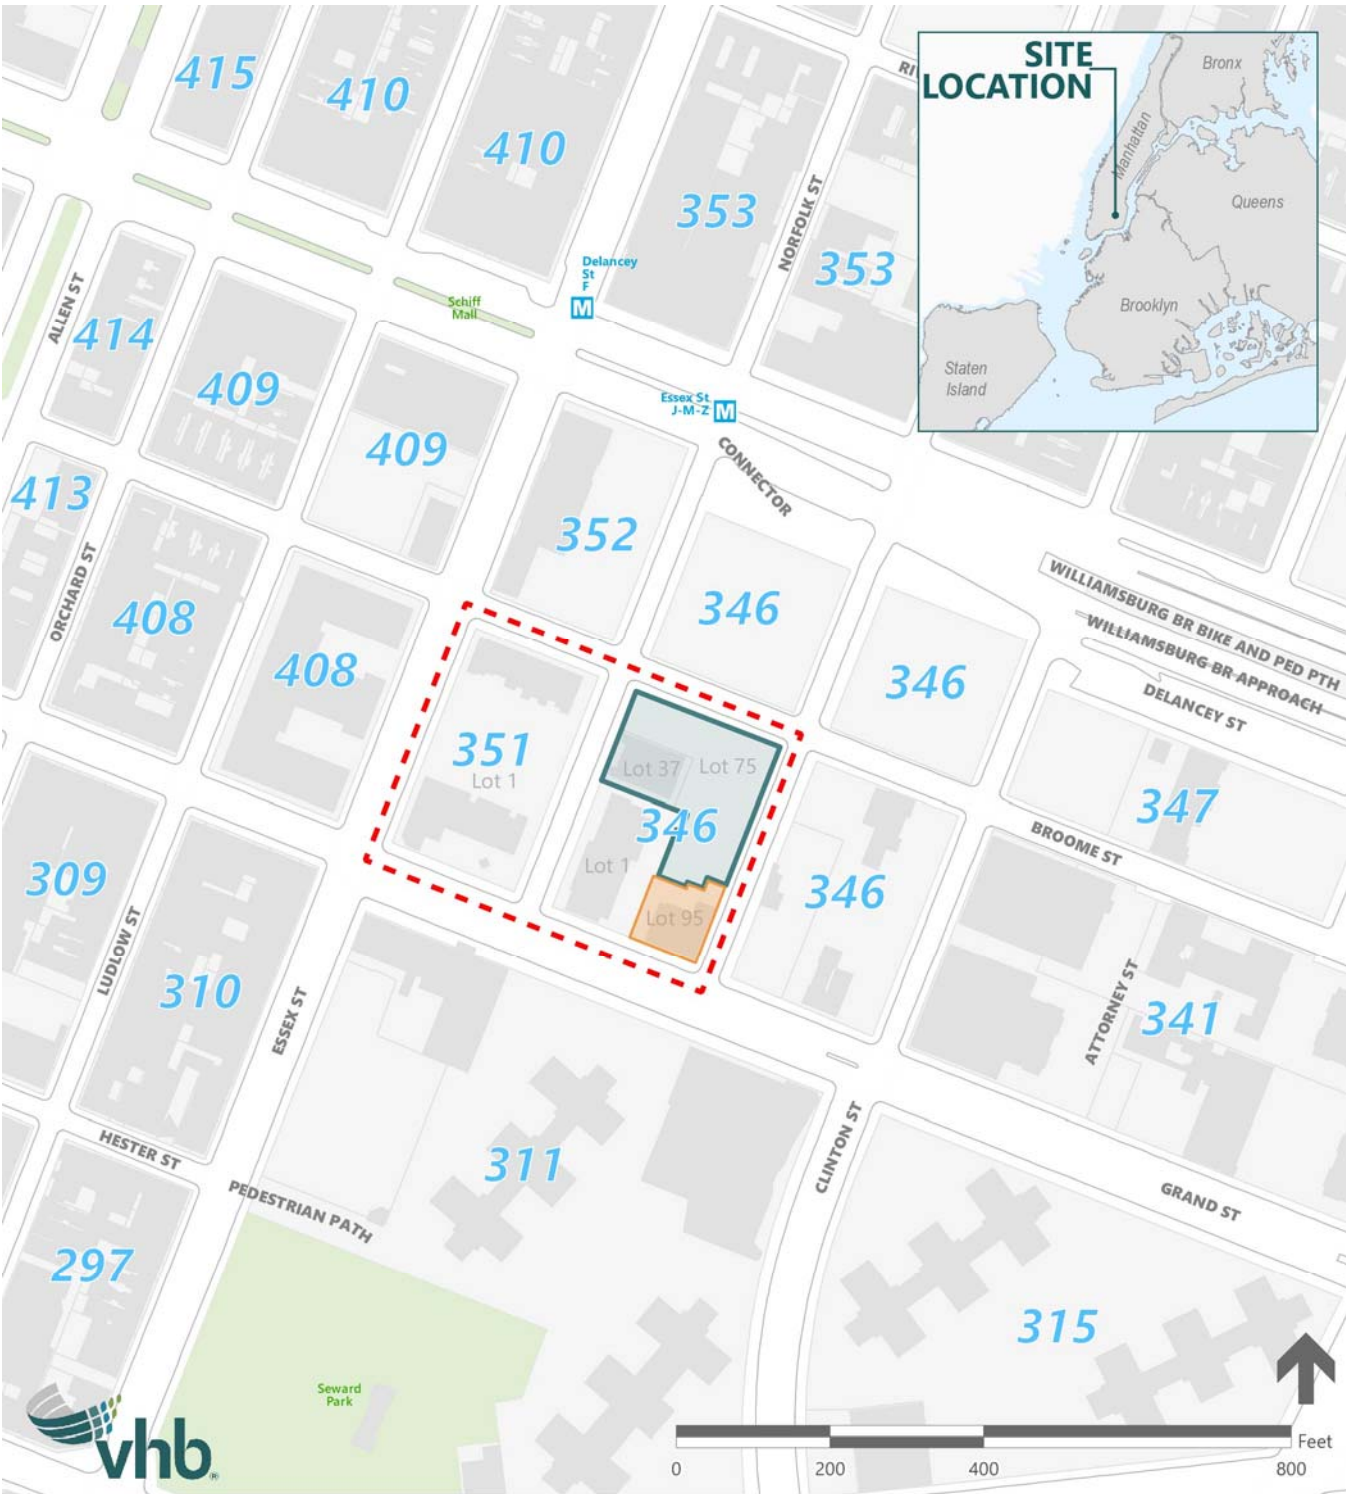 415
410
410
353
NORFOLK ST
353
RI
SITE
LOCATION
Bronx
Manhattan
Queens
Brooklyn
Staten
Island
ALLEN ST
414
409
Schiff
Mall
Delancey
St
F
M
Essex St
J-M-Z
M
CONNECTOR
409
413
ORCHARD ST
408
408
352
346
346
WILLIAMSBURG BR BIKE AND PED PTH
WILLIAMSBURG BR APPROACH
DELANCEY ST
351
Lot 1
Lot 37
Lot 75
346
Lot 1
Lot 95
346
347
BROOME ST
309
LUDLOW ST
310
ESSEX ST
ATTORNEY ST
341
HESTER ST
PEDESTRIAN PATH
311
CLINTON ST
GRAND ST
297
315
Seward
Park
vhb®
Feet
0
200
400
800